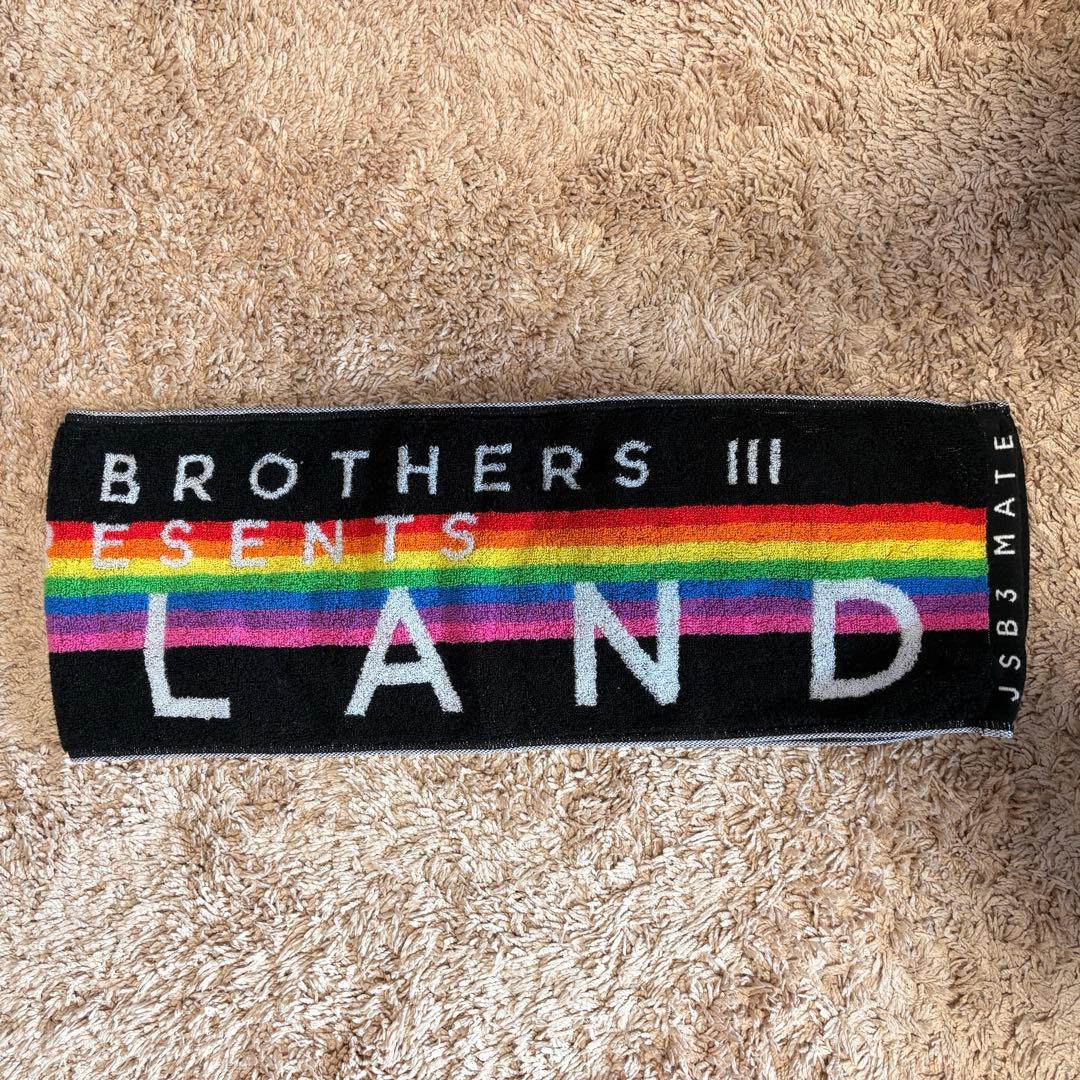 BROTHERS III
ESENTS
LAND
JSB3 MATE